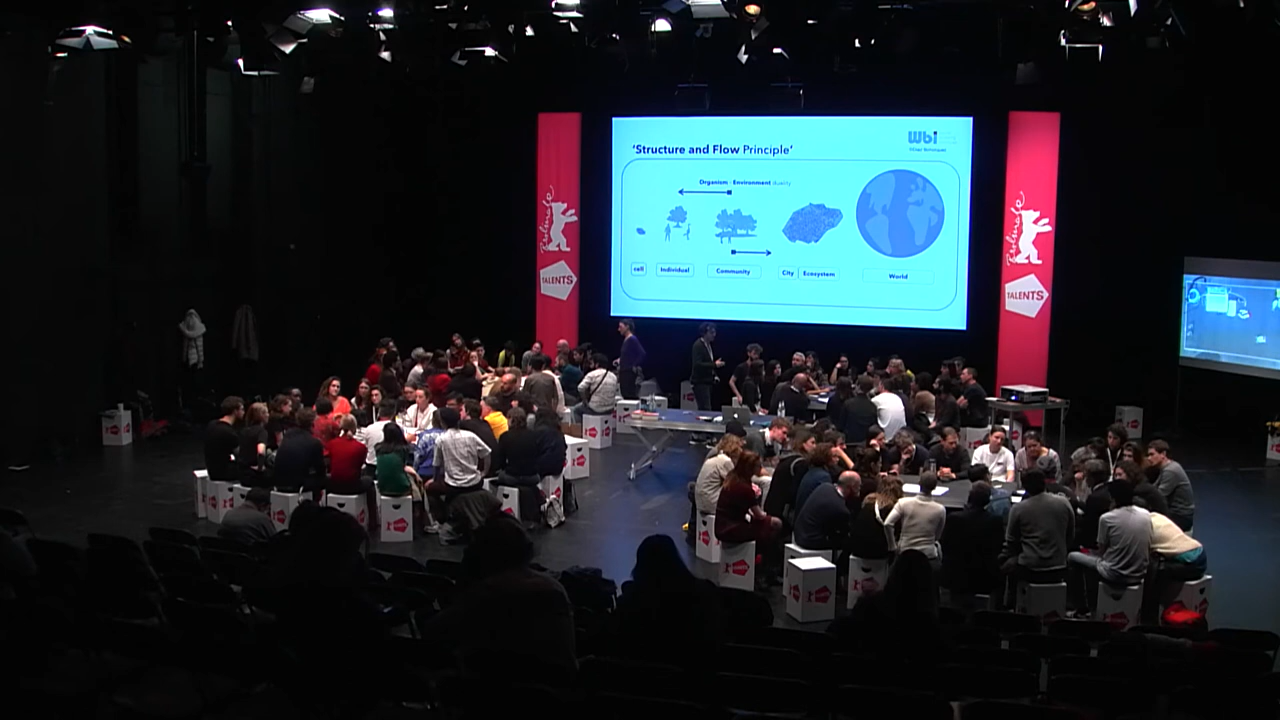 'Structure and Flow Principle'
Wbi
Organism - Environment duality
cell
Individual
Community
City
Ecosystem
World
Berlinale
TALENTS
Berlinale
TALENTS